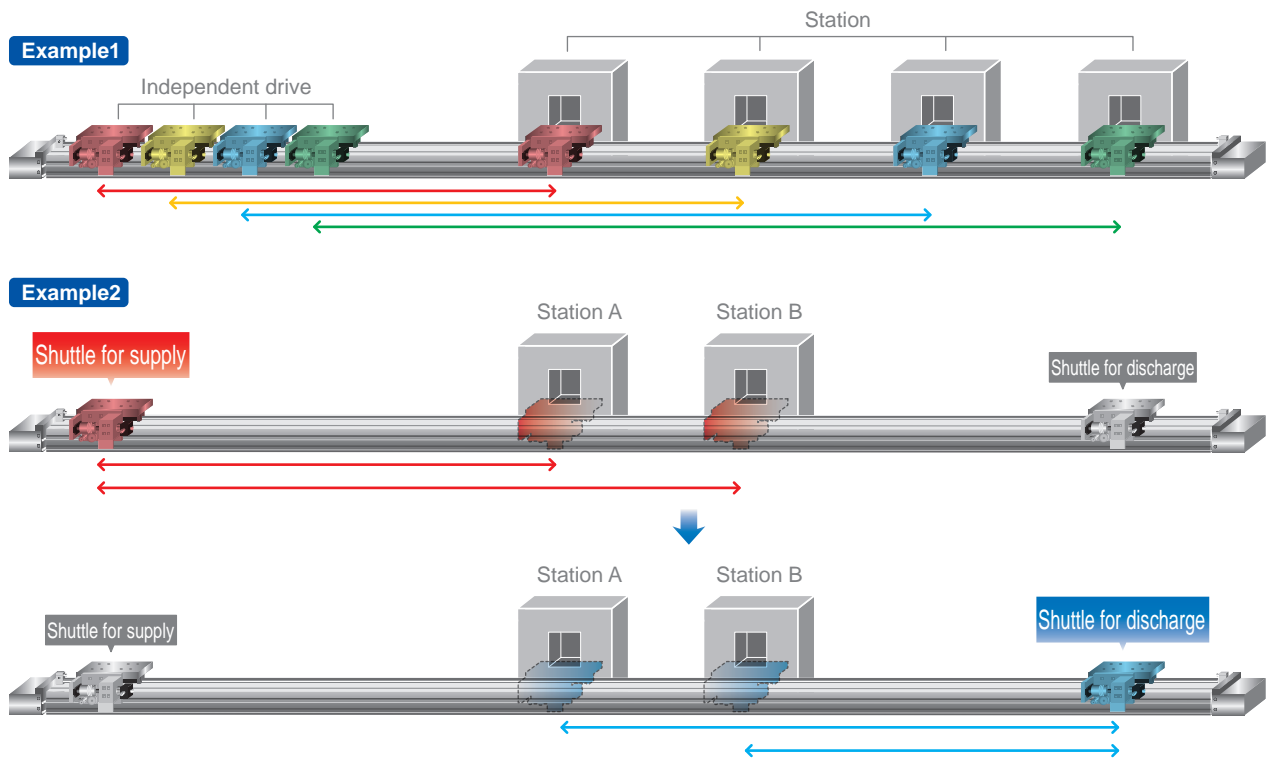 Station
Example1
Independent drive
Example2
Station A
Station B
Shuttle for supply
Shuttle for discharge
Station A
Station B
Shuttle for supply
Shuttle for discharge